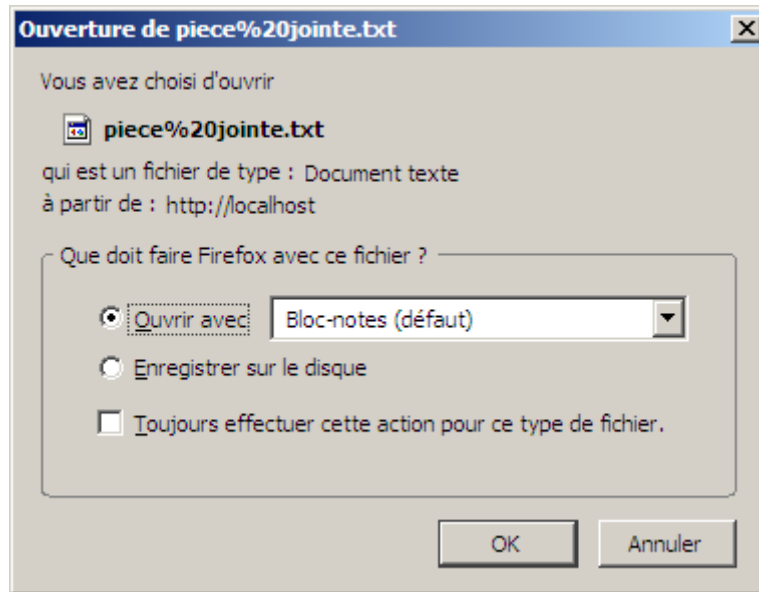 Ouverture de piece%20jointe.txt
Vous avez choisi d'ouvrir
piece%20jointe.txt
qui est un fichier de type : Document texte
à partir de : http://localhost
Que doit faire Firefox avec ce fichier ?
Ouvrir avec Bloc-notes (défaut)
Enregistrer sur le disque
Toujours effectuer cette action pour ce type de fichier.
OK Annuler